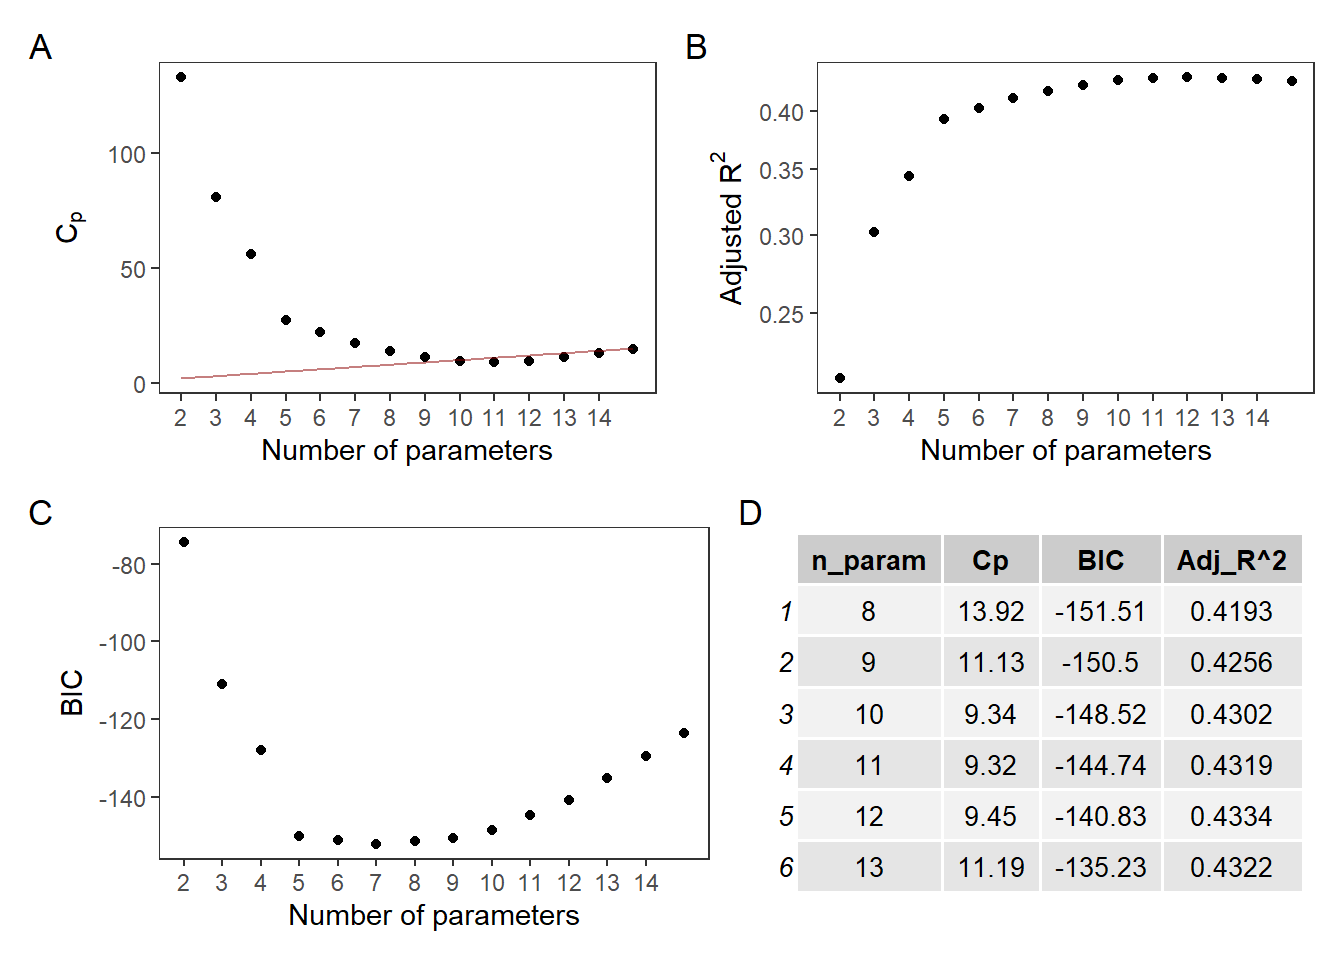 A
Cp
100
50
0
2 3 4 5 6 7 8 9 10 11 12 13 14
Number of parameters
B
Adjusted R2
0.40
0.35
0.30
0.25
2 3 4 5 6 7 8 9 10 11 12 13 14
Number of parameters
C
BIC
-80
-100
-120
-140
2 3 4 5 6 7 8 9 10 11 12 13 14
Number of parameters
D
n_param Cp BIC Adj_R^2
1 8 13.92 -151.51 0.4193
2 9 11.13 -150.5 0.4256
3 10 9.34 -148.52 0.4302
4 11 9.32 -144.74 0.4319
5 12 9.45 -140.83 0.4334
6 13 11.19 -135.23 0.4322